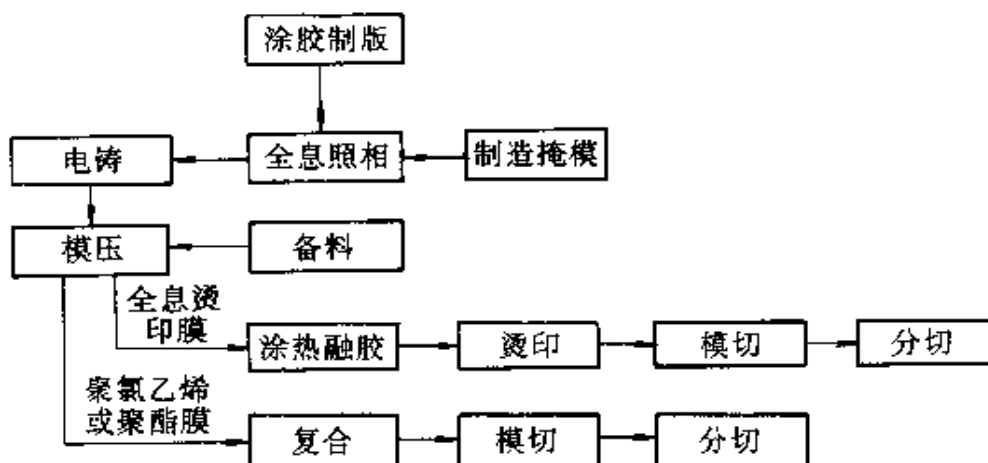 涂胶制版
电铸
全息照相
制造掩模
模压
备料
全息烫
印膜
涂热融胶
烫印
模切
分切
聚氯乙烯
或聚酯膜
复合
模切
分切